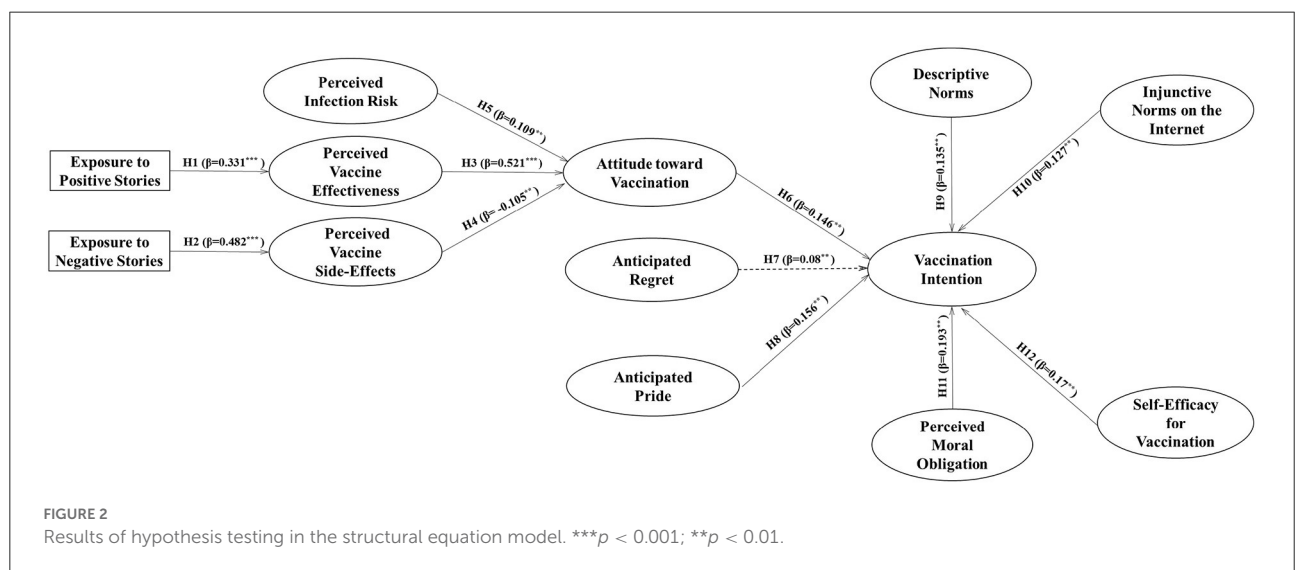 Perceived
Infection Risk
H5 (β=0.109**)
Exposure to
Positive Stories
H1 (β=0.331***)
Perceived
Vaccine
Effectiveness
H3 (β=0.521***)
Attitude toward
Vaccination
Exposure to
Negative Stories
H2 (β=0.482***)
Perceived
Vaccine
Side-Effects
H4 (β= -0.105**)
H6 (β=0.146**)
Descriptive
Norms
H9 (β=0.135**)
Injunctive
Norms on the
Internet
H10 (β=0.127**)
Anticipated
Regret
H7 (β=0.08**)
Vaccination
Intention
Anticipated
Pride
H8 (β=0.156**)
H11 (β=0.193**)
Perceived
Moral
Obligation
H12 (β=0.17**)
Self-Efficacy
for
Vaccination
FIGURE 2
Results of hypothesis testing in the structural equation model. ***p < 0.001; **p < 0.01.